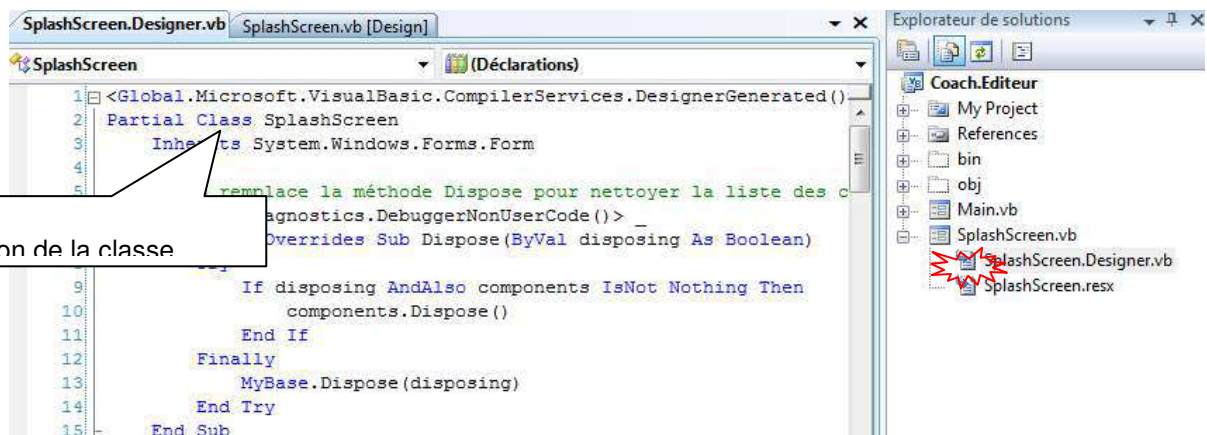 SplashScreen.Designer.vb SplashScreen.vb [Design]
SplashScreen (Déclarations)
1 <Global.Microsoft.VisualBasic.CompilerServices.DesignerGenerated()
2 Partial Class SplashScreen
3 Inherits System.Windows.Forms.Form
4
5 remplace la méthode Dispose pour nettoyer la liste des c
agnostics.DebuggerNonUserCode()> _
Overrides Sub Dispose(ByVal disposing As Boolean)
on de la classe
9 If disposing AndAlso components IsNot Nothing Then
10 components.Dispose()
11 End If
12 Finally
13 MyBase.Dispose(disposing)
14 End Try
15 End Sub
Explorateur de solutions
Coach.Editeur
My Project
References
bin
obj
Main.vb
SplashScreen.vb
SplashScreen.Designer.vb
SplashScreen.resx